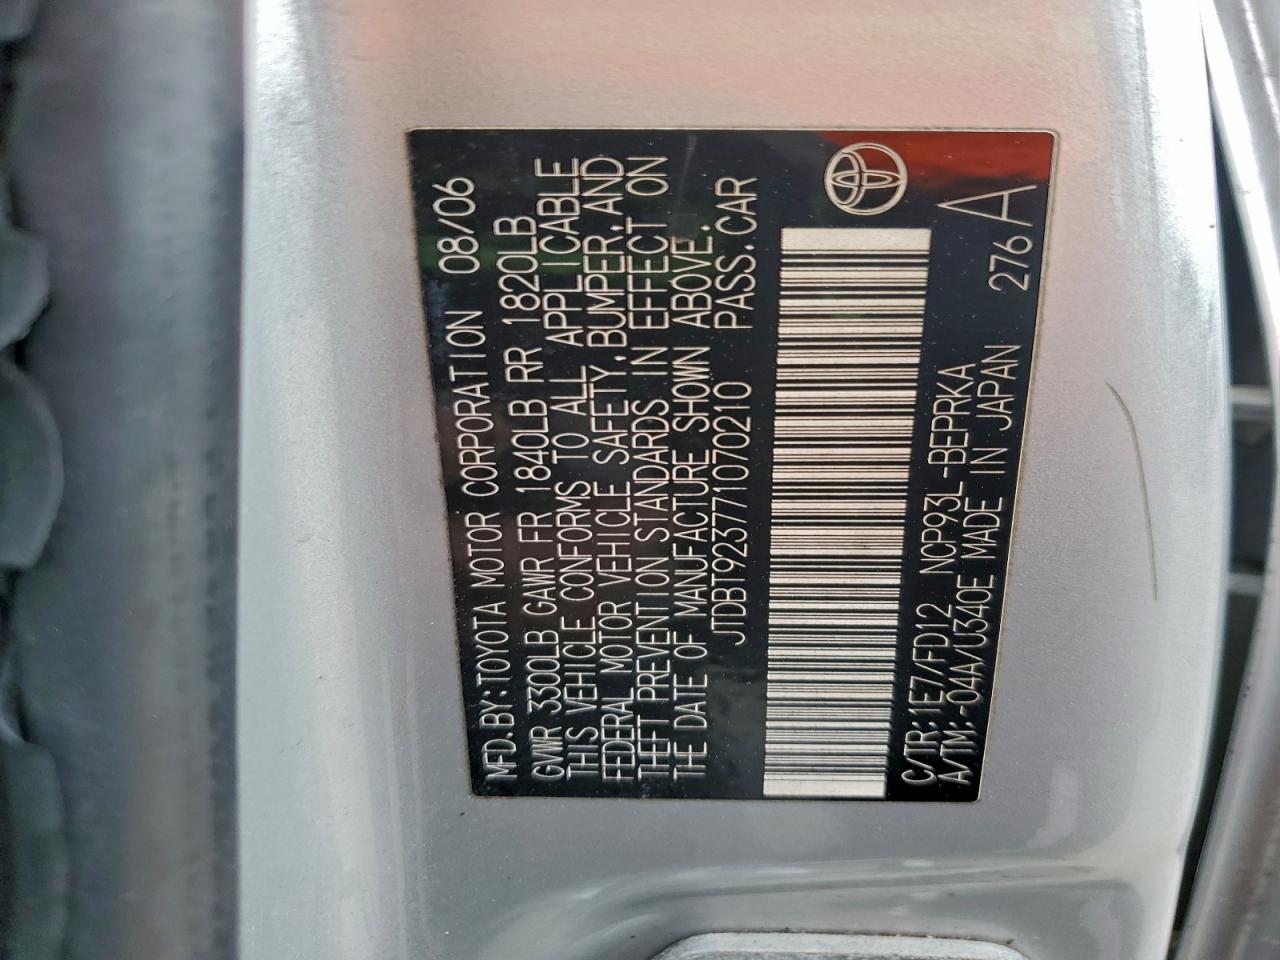 MFD.BY:TOYOTA MOTOR CORPORATION 08/06
GVWR 3300LB GAWR FR 1840LB RR 1820LB
THIS VEHICLE CONFORMS TO ALL APPLICABLE
FEDERAL MOTOR VEHICLE SAFETY,BUMPER,AND
THEFT PREVENTION STANDARDS IN EFFECT ON
THE DATE OF MANUFACTURE SHOWN ABOVE.
JTDBT923771070210 PASS.CAR
C/TR:1E7/FD12 NCP93L-BEPRKA
A/TM:-04A/U340E MADE IN JAPAN 276 A